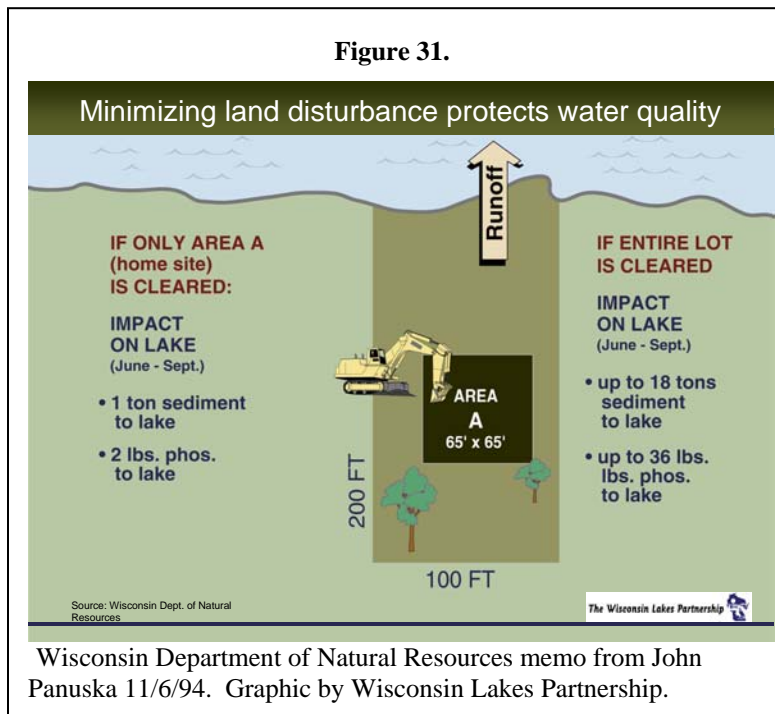 Figure 31.
Minimizing land disturbance protects water quality
Runoff
IF ONLY AREA A
(home site)
IS CLEARED:
IMPACT
ON LAKE
(June - Sept.)
• 1 ton sediment
to lake
• 2 lbs. phos.
to lake
AREA
A
65' x 65'
200 FT
100 FT
IF ENTIRE LOT
IS CLEARED
IMPACT
ON LAKE
(June - Sept.)
• up to 18 tons
sediment
to lake
• up to 36 lbs.
lbs. phos.
to lake
Source: Wisconsin Dept. of Natural
Resources
The Wisconsin Lakes Partnership
Wisconsin Department of Natural Resources memo from John
Panuska 11/6/94.  Graphic by Wisconsin Lakes Partnership.